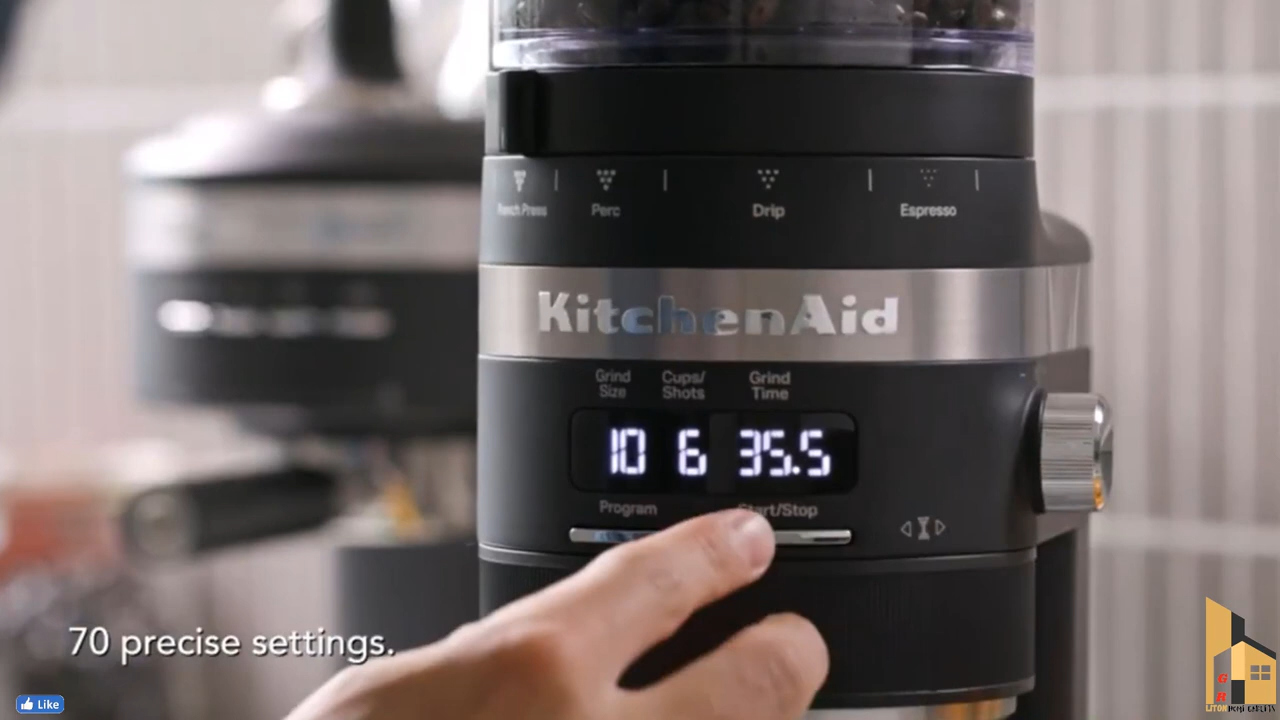 French Press
Perc
Drip
Espresso
KitchenAid
Grind Size
Cups/ Shots
Grind Time
10 6 35.5
Program
Start/Stop
70 precise settings.
Like